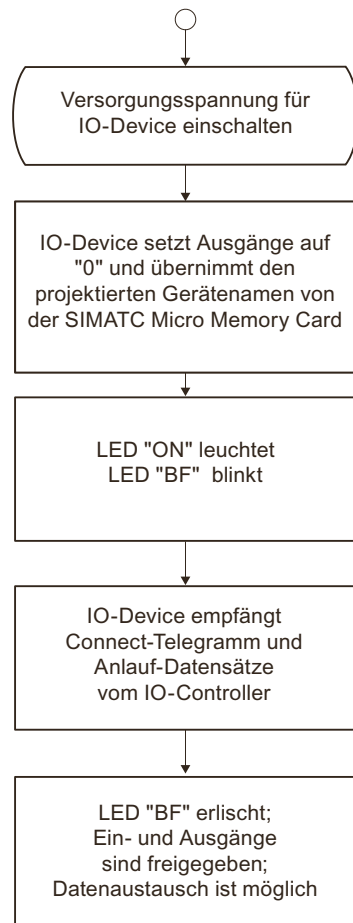 Versorgungsspannung für
IO-Device einschalten
IO-Device setzt Ausgänge auf
"0" und übernimmt den
projektierten Gerätenamen von
der SIMATC Micro Memory Card
LED "ON" leuchtet
LED "BF" blinkt
IO-Device empfängt
Connect-Telegramm und
Anlauf-Datensätze
vom IO-Controller
LED "BF" erlischt;
Ein- und Ausgänge
sind freigegeben;
Datenaustausch ist möglich